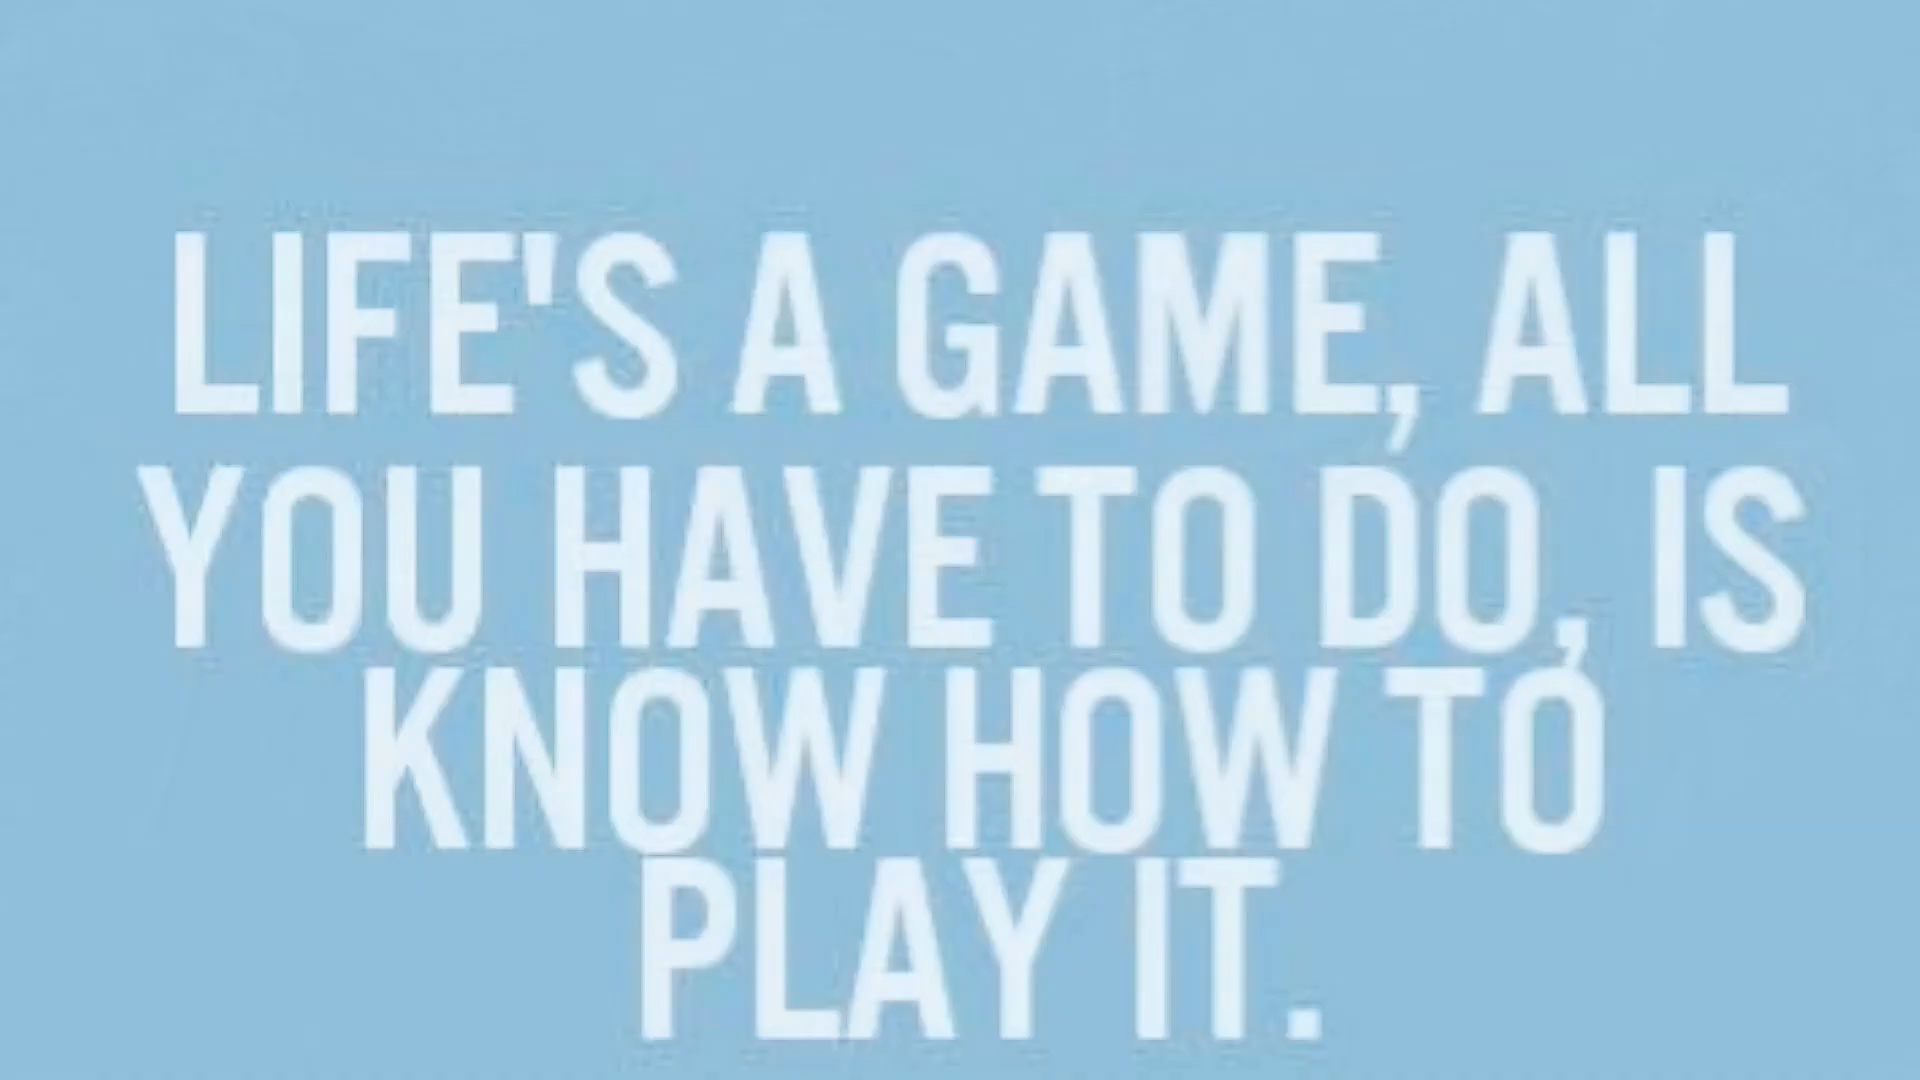 LIFE'S A GAME, ALL
YOU HAVE TO DO, IS
KNOW HOW TO
PLAY IT.